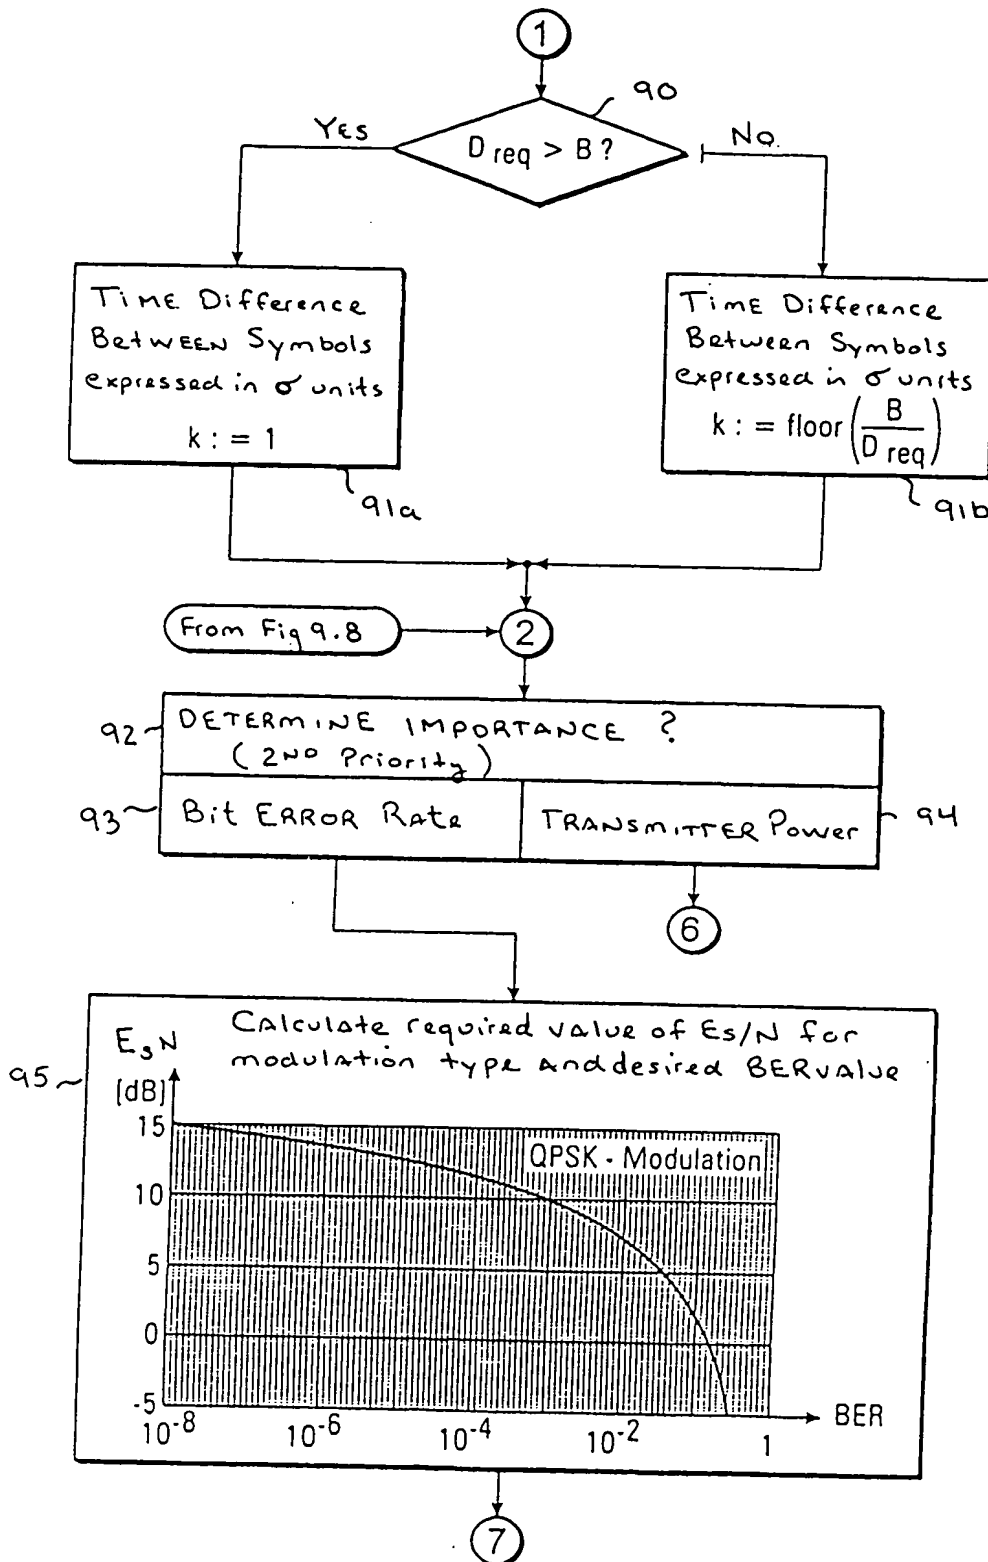 1
90
YES
D req > B ?
No.
TIME Difference
BetWEEN Symbols
expressed in σ units
k : = 1
91a
TIME Difference
Between Symbols
expressed in σ units
k : = floor (B / D req)
91b
From Fig 9.8
2
92
DETERMINE IMPORTANCE ?
(2ND Priority)
93
Bit ERROR Rate
TRANSMITTER Power
94
6
95
Calculate required value of Es/N for
modulation type and desired BER value
EsN
[dB]
QPSK - Modulation
15
10
5
0
-5
10^-8
10^-6
10^-4
10^-2
1
BER
7